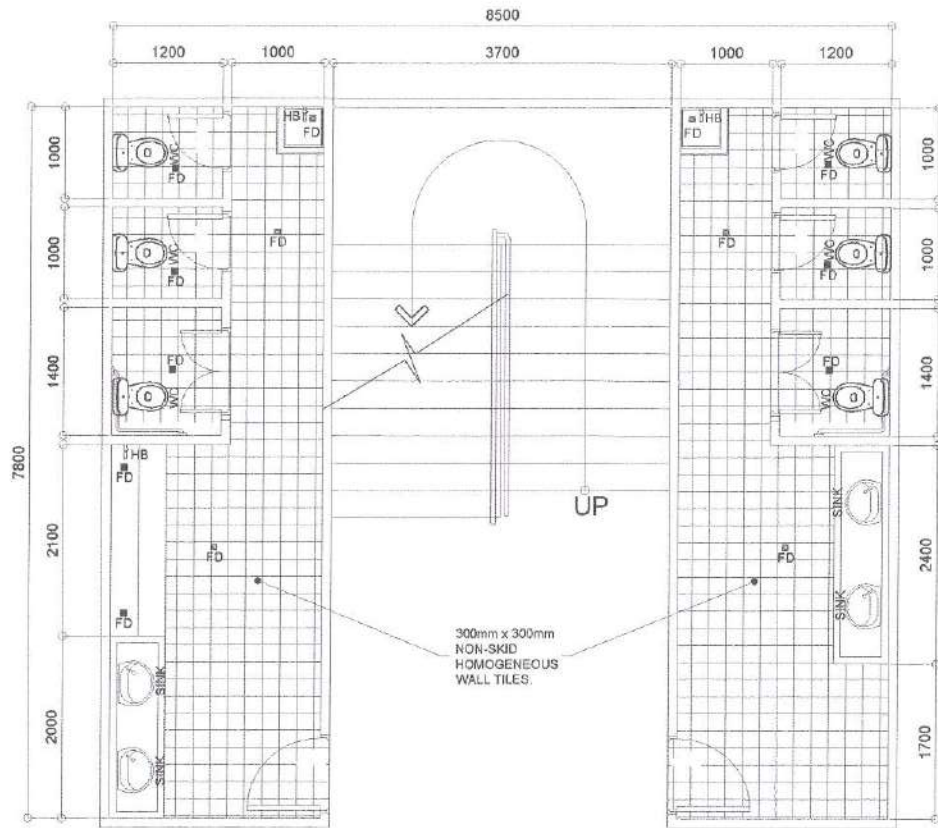 8500
1200 1000 3700 1000 1200
HB HB
FD FD
1000 WC WC 1000
FD FD
FD FD
1000 WC WC 1000
FD FD
1400 FD FD 1400
WC WC
7800
HB
FD
SINK
UP
2100 FD FD 2400
SINK
FD
300mm x 300mm
NON-SKID
HOMOGENEOUS
WALL TILES.
SINK
2000 1700
SINK